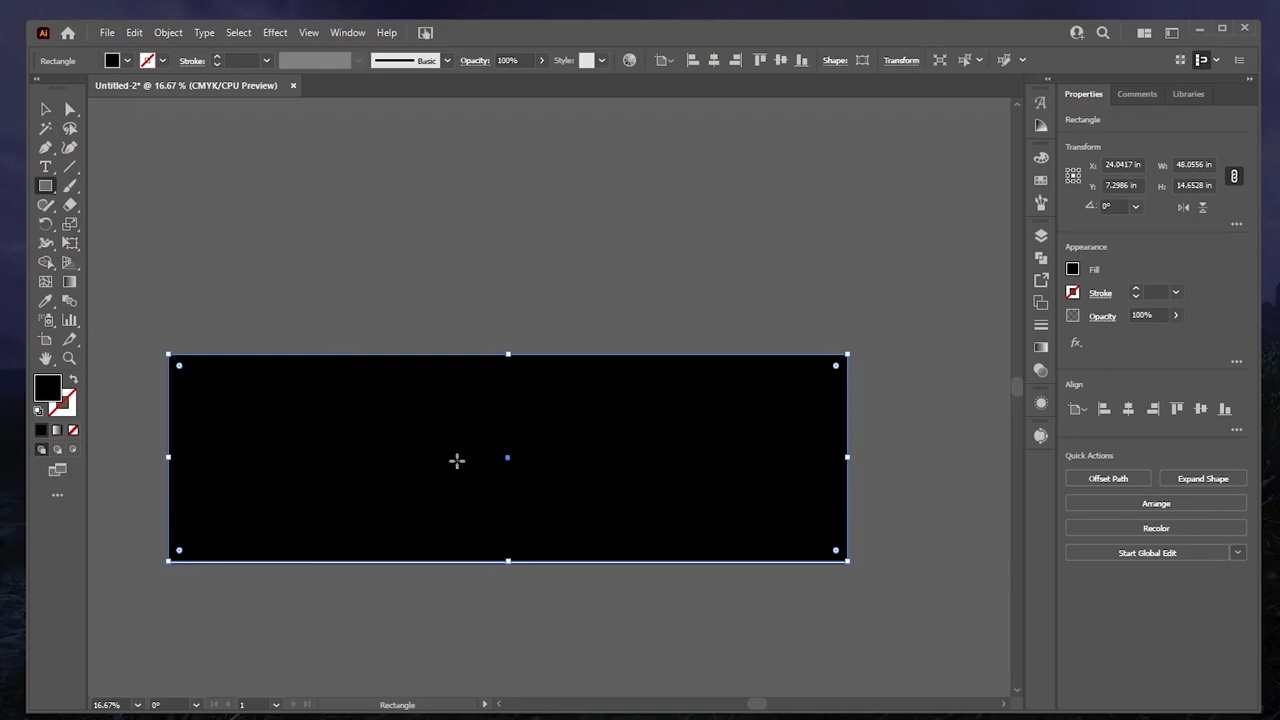 Ai File Edit Object Type Select Effect View Window Help
Rectangle Stroke: Basic Opacity: 100% Style: Shape: Transform
Untitled-2* @ 16.67 % (CMYK/CPU Preview) ×
Properties Comments Libraries
Rectangle
Transform
X: 24.0417 in W: 48.0556 in
Y: 7.2986 in H: 14.6528 in
0°
Appearance
Fill
Stroke
Opacity 100%
fx.
Align
Quick Actions
Offset Path Expand Shape
Arrange
Recolor
Start Global Edit
16.67% 0° 1 Rectangle